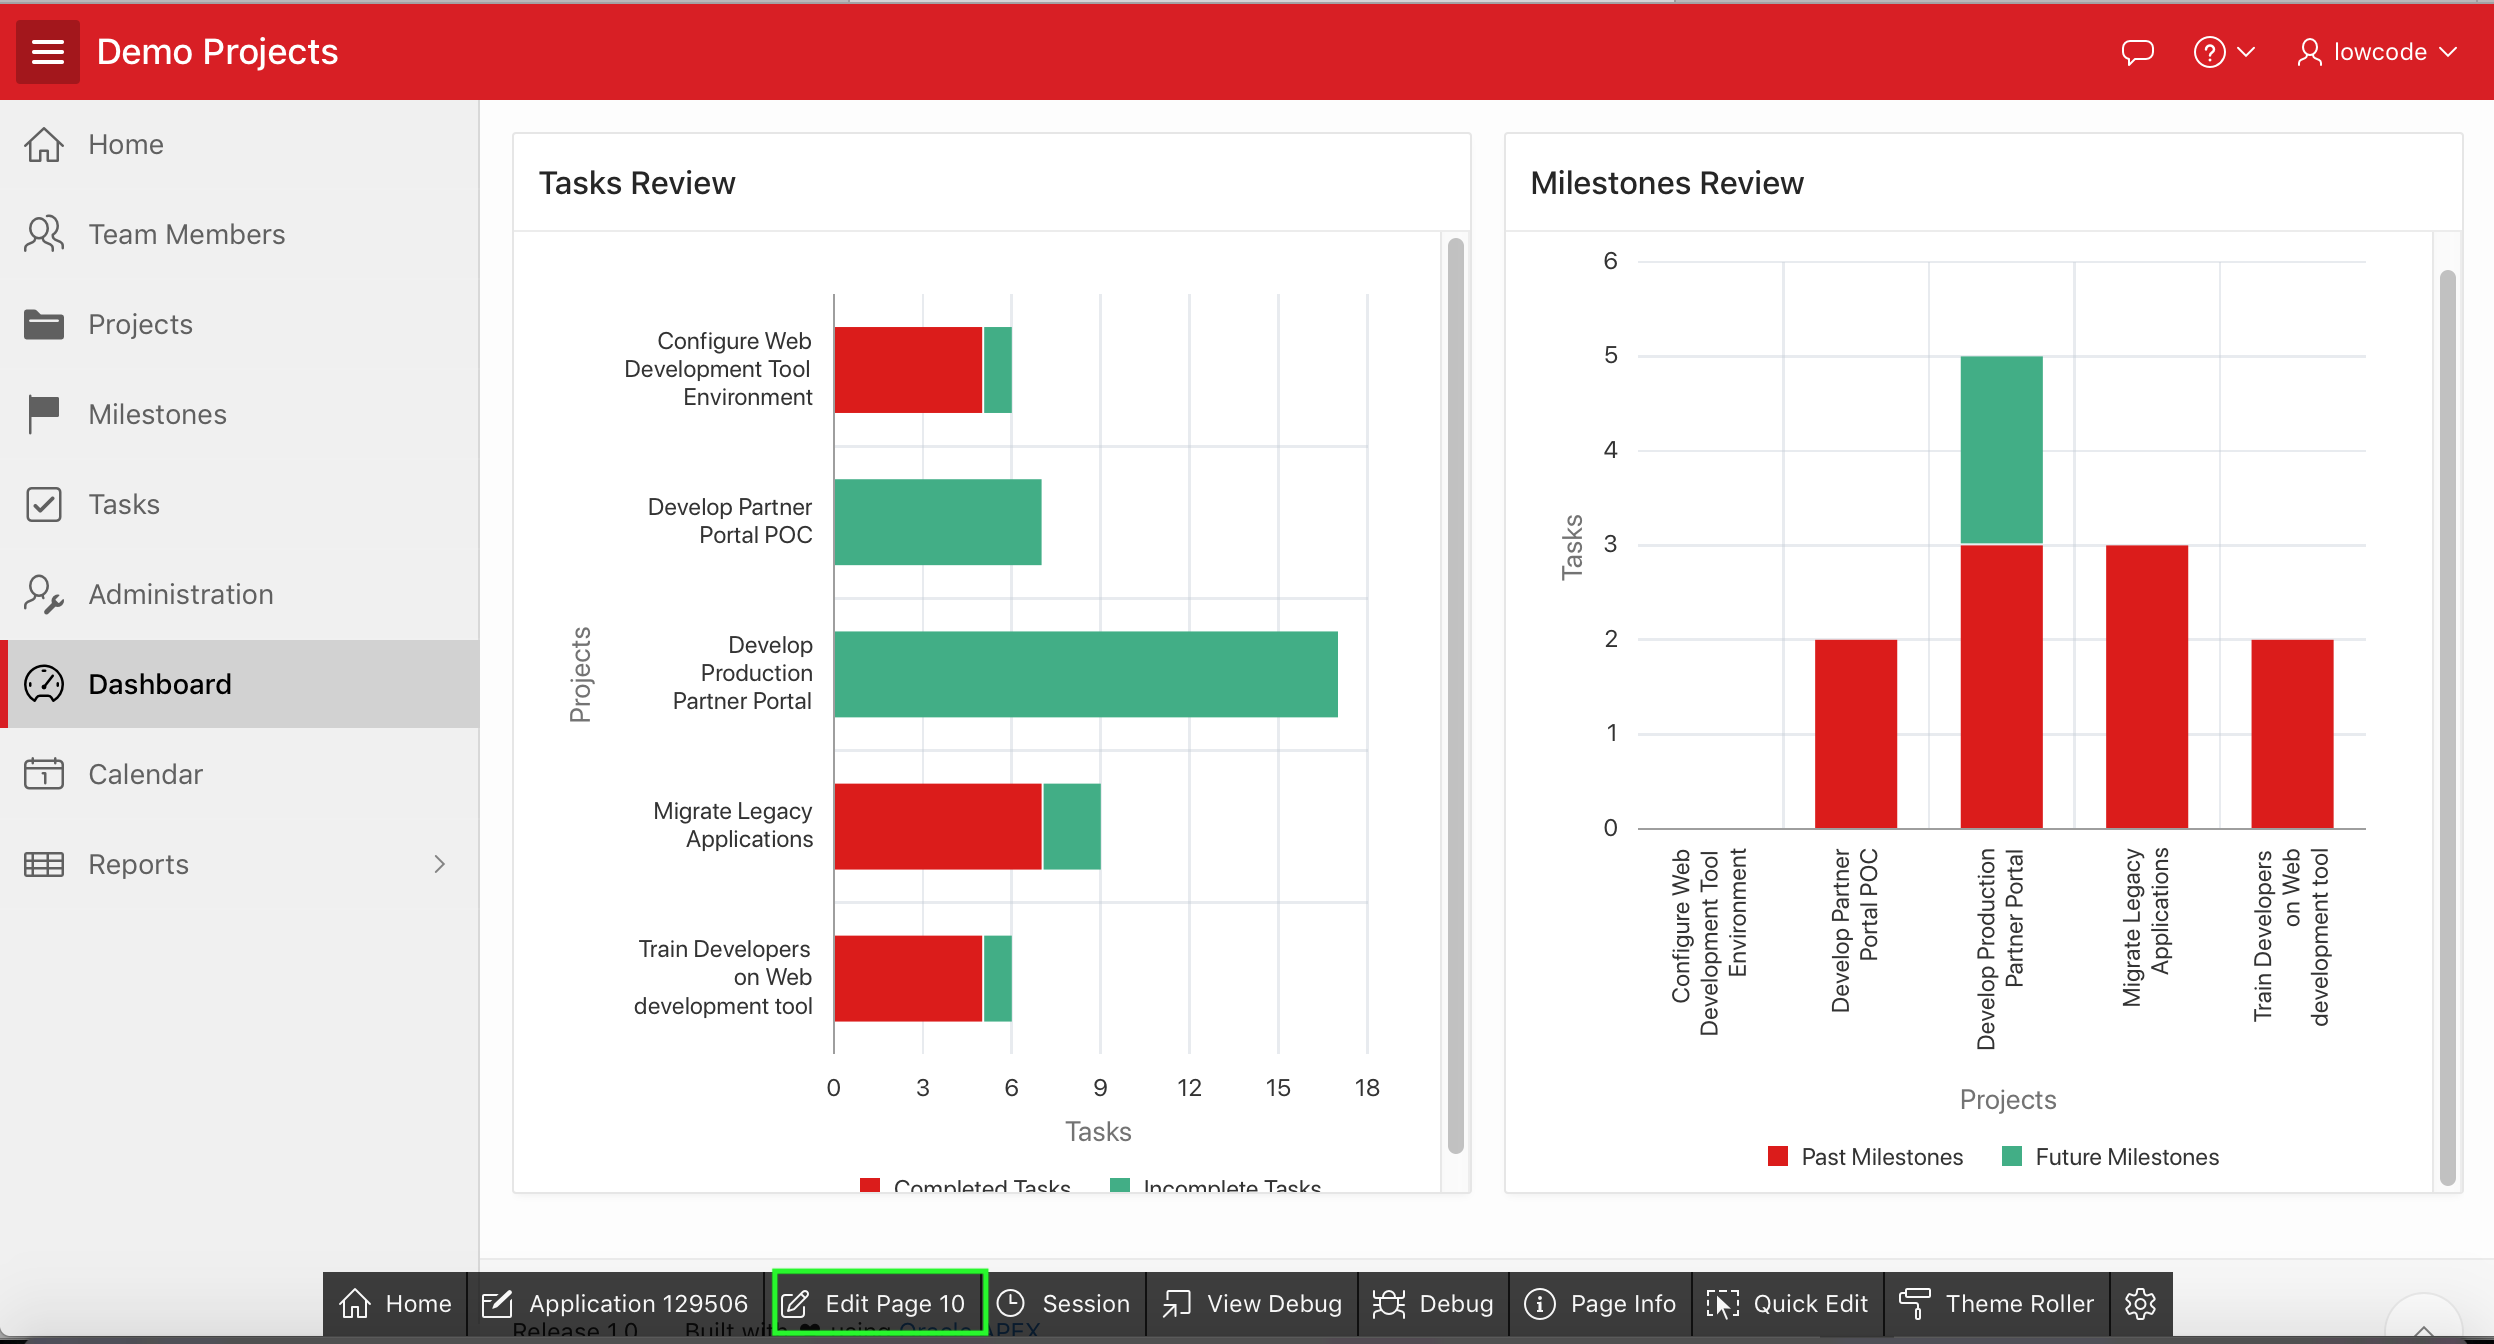 Demo Projects
lowcode
Home
Team Members
Projects
Milestones
Tasks
Administration
Dashboard
1
Calendar
Reports
Tasks Review
Configure Web
Development Tool
Environment
Develop Partner
Portal POC
Develop
Production
Partner Portal
Migrate Legacy
Applications
Train Developers
on Web
development tool
Projects
0 3 6 9 12 15 18
Tasks
Completed Tasks Incomplete Tasks
Milestones Review
6
5
4
3
2
1
0
Tasks
Configure Web
Development Tool
Environment
Develop Partner
Portal POC
Develop Production
Partner Portal
Migrate Legacy
Applications
Train Developers
on Web
development tool
Projects
Past Milestones Future Milestones
Home Application 129506 Edit Page 10 Session View Debug Debug Page Info Quick Edit Theme Roller
Release 1.0 Built with using Oracle APEX